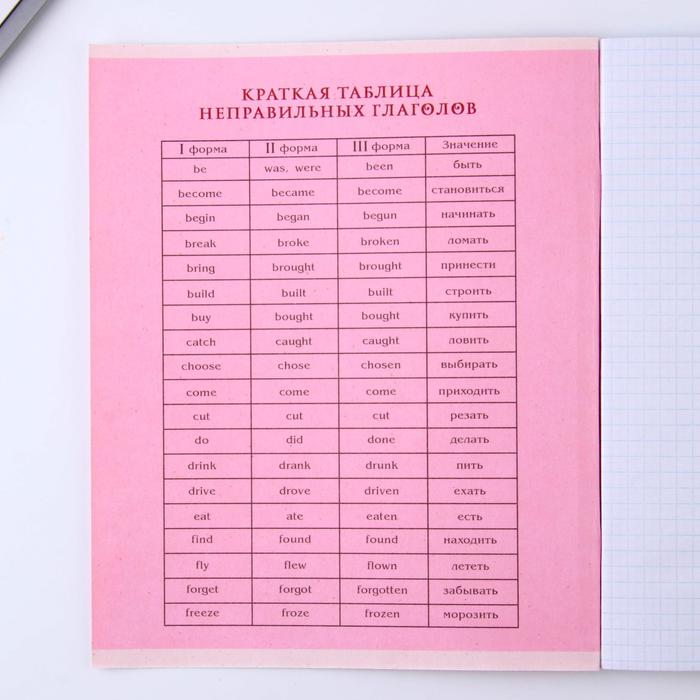 КРАТКАЯ ТАБЛИЦА
НЕПРАВИЛЬНЫХ ГЛАГОЛОВ
I форма II форма III форма Значение
be was, were been быть
become became become становиться
begin began begun начинать
break broke broken ломать
bring brought brought принести
build built built строить
buy bought bought купить
catch caught caught ловить
choose chose chosen выбирать
come come come приходить
cut cut cut резать
do did done делать
drink drank drunk пить
drive drove driven ехать
eat ate eaten есть
find found found находить
fly flew flown лететь
forget forgot forgotten забывать
freeze froze frozen морозить